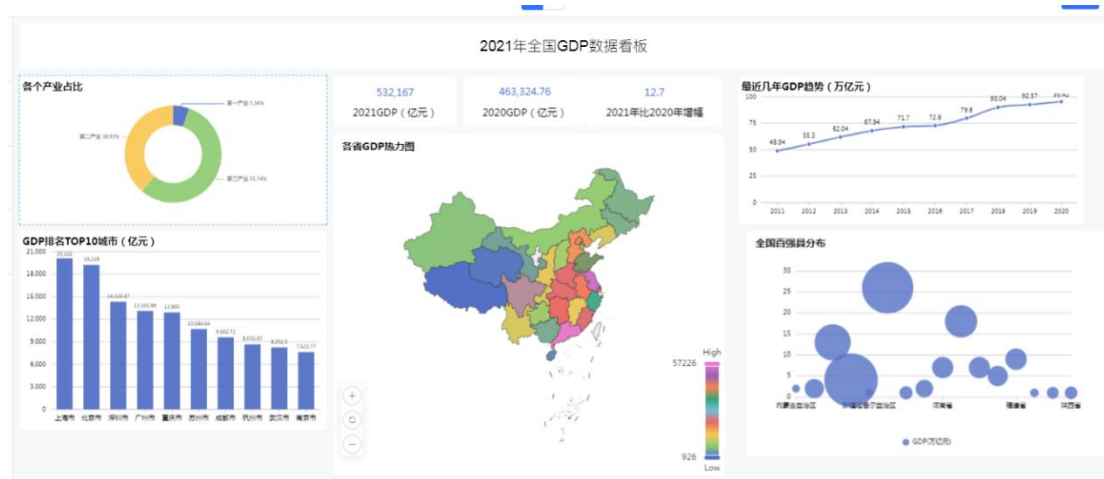 2021年全国GDP数据看板
各个产业占比
第二产业
GDP排名TOP10城市（亿元）
21,000
18,000
15,000
12,000
9,000
6,000
3,000
0
上海市 北京市 深圳市 广州市 重庆市 苏州市 成都市 杭州市 武汉市 南京市
532,167
2021GDP（亿元）
463,324.76
2020GDP（亿元）
12.7
2021年比2020年增幅
各省GDP热力图
High
57226
926
Low
最近几年GDP趋势（万亿元）
100
75
50
25
0
48.94 55.3 62.04 67.94 71.7 72.8 79.8 90.04 92.57
2011 2012 2013 2014 2015 2016 2017 2018 2019 2020
全国百强县分布
30
25
20
15
10
5
0
内蒙古自治区 河南省 福建省 陕西省
GDP(万亿元)